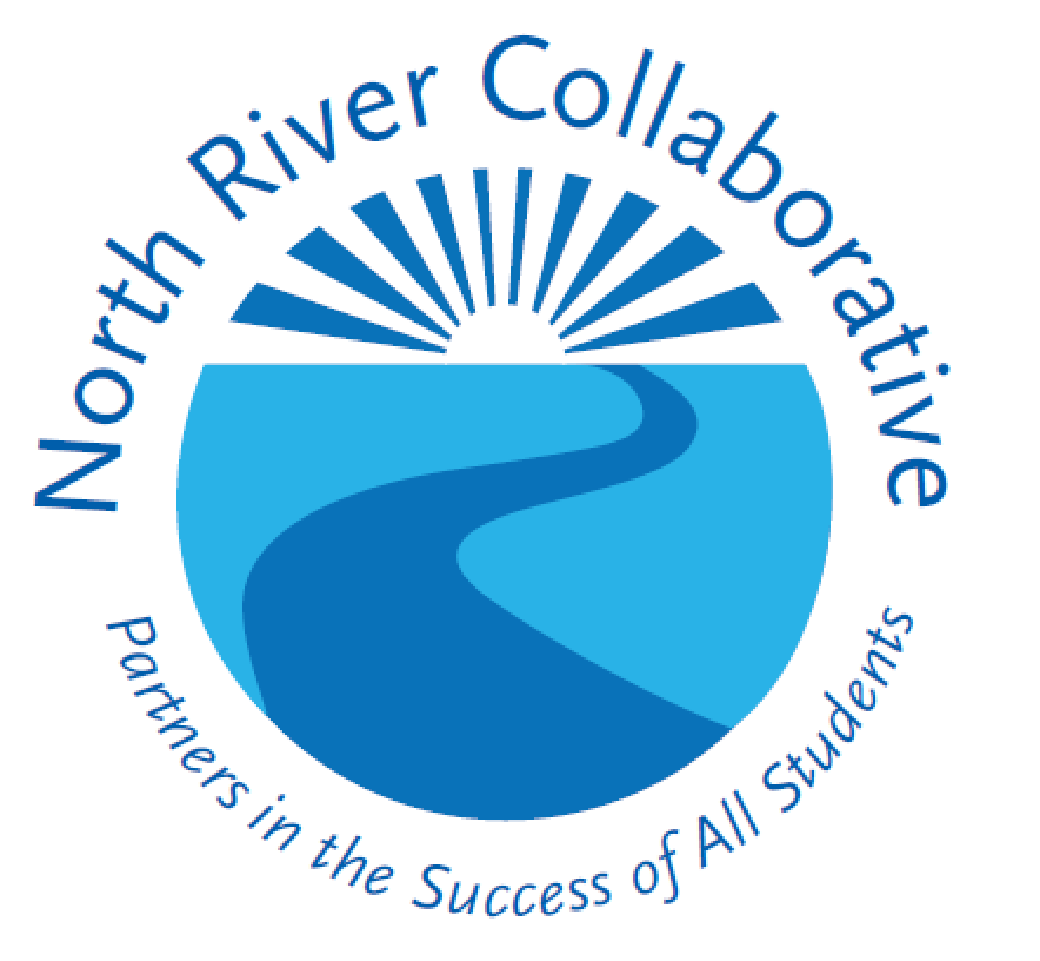 North River Collaborative
Partners in the Success of All Students